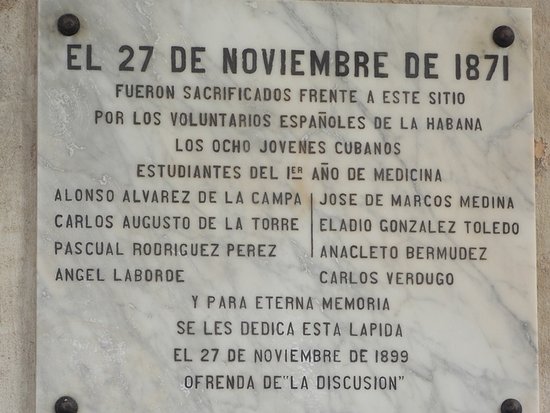 EL 27 DE NOVIEMBRE DE 1871
FUERON SACRIFICADOS FRENTE A ESTE SITIO
POR LOS VOLUNTARIOS ESPAÑOLES DE LA HABANA
LOS OCHO JOVENES CUBANOS
ESTUDIANTES DEL 1ER AÑO DE MEDICINA
ALONSO ALVAREZ DE LA CAMPA JOSE DE MARCOS MEDINA
CARLOS AUGUSTO DE LA TORRE ELADIO GONZALEZ TOLEDO
PASCUAL RODRIGUEZ PEREZ ANACLETO BERMUDEZ
ANGEL LABORDE CARLOS VERDUGO
Y PARA ETERNA MEMORIA
SE LES DEDICA ESTA LAPIDA
EL 27 DE NOVIEMBRE DE 1899
OFRENDA DE "LA DISCUSION"